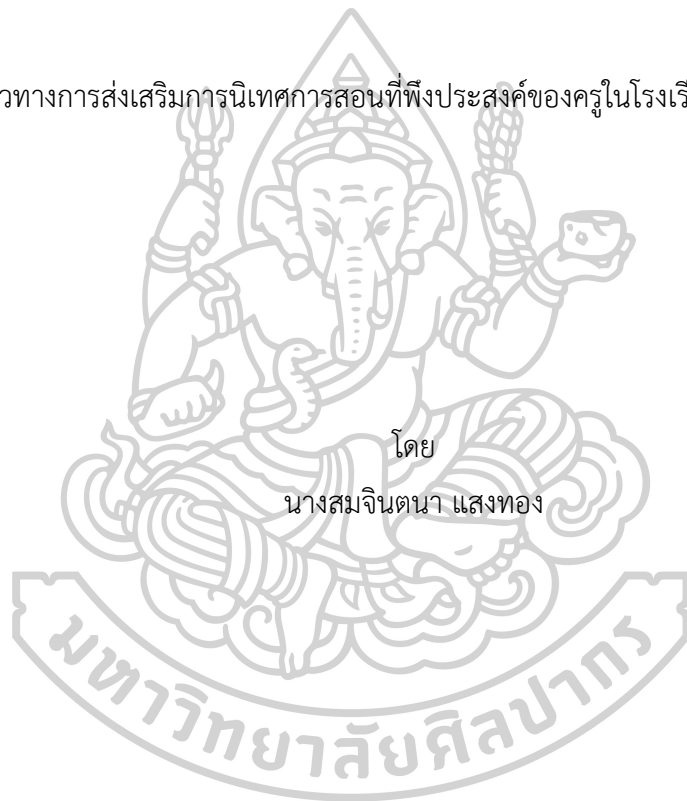 วทางการส่งเสริมการนิเทศการสอนที่พึงประสงค์ของครูในโรงเรี
โดย
นางสมจินตนา แสงทอง
มหาวิทยาลัยศิลปากร